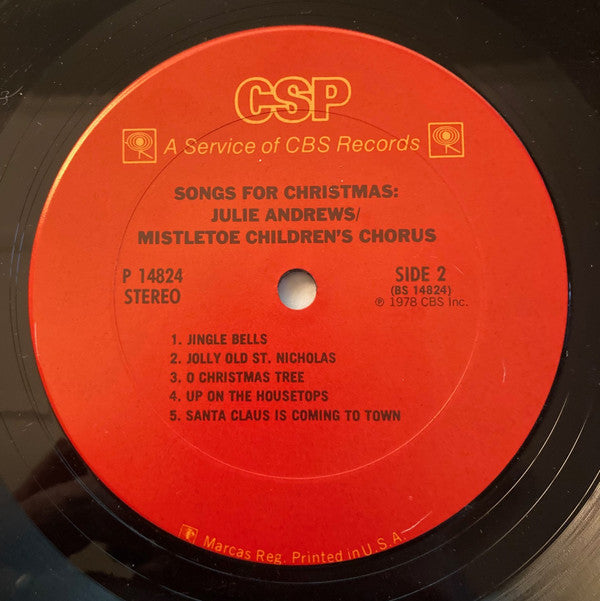 CSP
A Service of CBS Records
SONGS FOR CHRISTMAS:
JULIE ANDREWS/
MISTLETOE CHILDREN'S CHORUS
P 14824
STEREO
SIDE 2
(BS 14824)
℗ 1978 CBS Inc.
1. JINGLE BELLS
2. JOLLY OLD ST. NICHOLAS
3. O CHRISTMAS TREE
4. UP ON THE HOUSETOPS
5. SANTA CLAUS IS COMING TO TOWN
Marcas Reg. Printed in U.S.A.